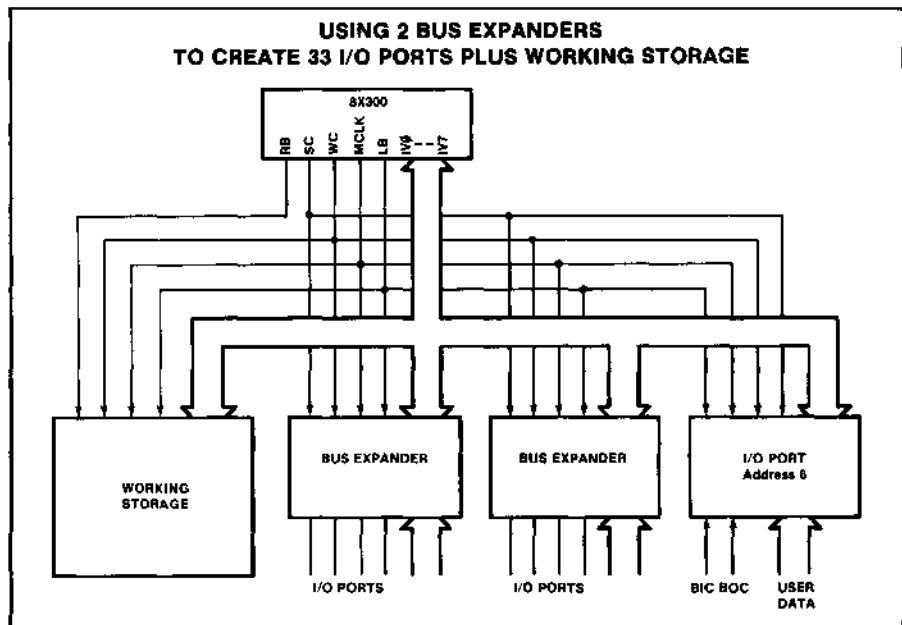 USING 2 BUS EXPANDERS
TO CREATE 33 I/O PORTS PLUS WORKING STORAGE
8X300
RB SC WC MCLK LB IV0 -- IV7
WORKING
STORAGE
BUS EXPANDER
BUS EXPANDER
I/O PORT
Address 6
I/O PORTS
I/O PORTS
BIC BOC
USER
DATA